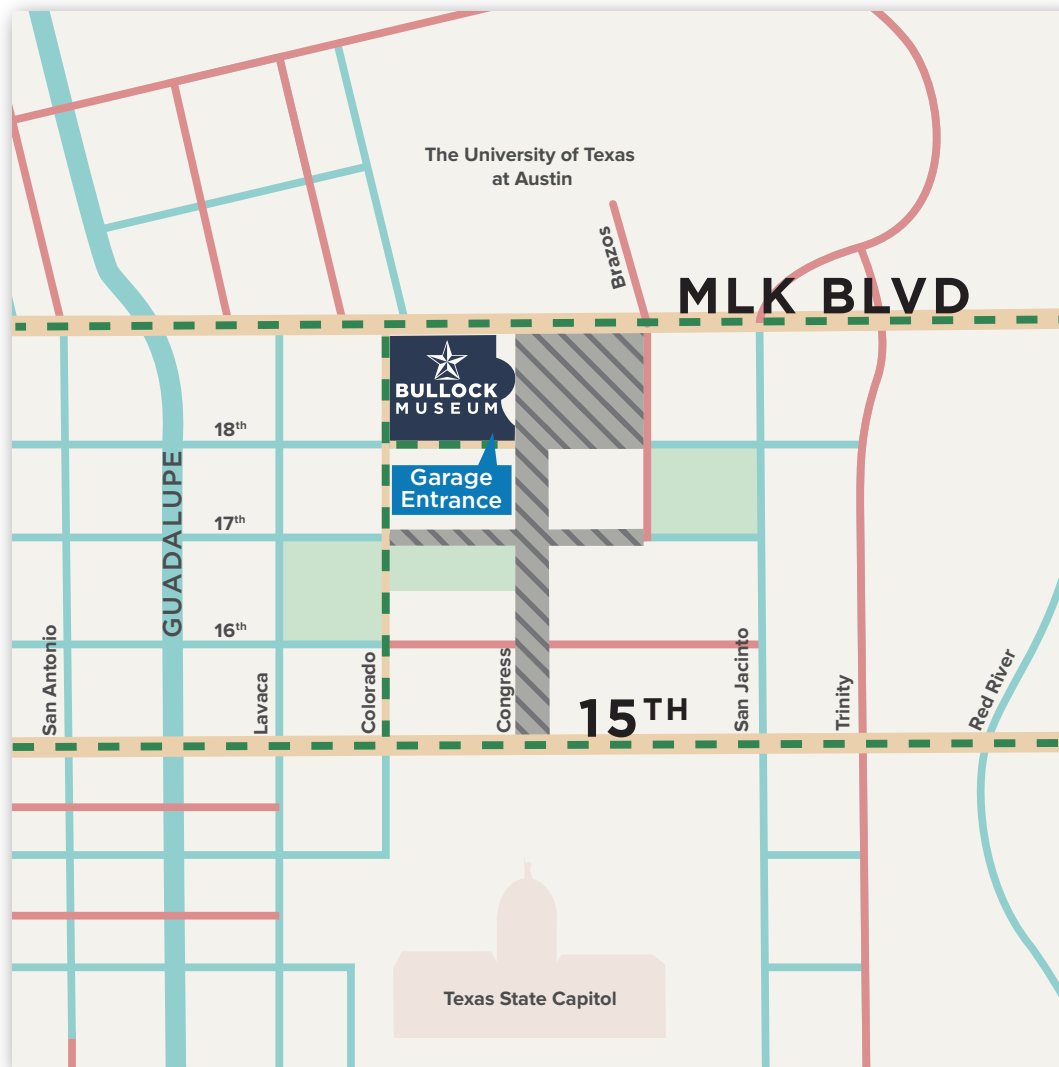 The University of Texas
at Austin
Brazos
MLK BLVD
BULLOCK
MUSEUM
18th
Garage
Entrance
GUADALUPE
17th
16th
San Antonio
Lavaca
Colorado
Congress
15TH
San Jacinto
Trinity
Red River
Texas State Capitol